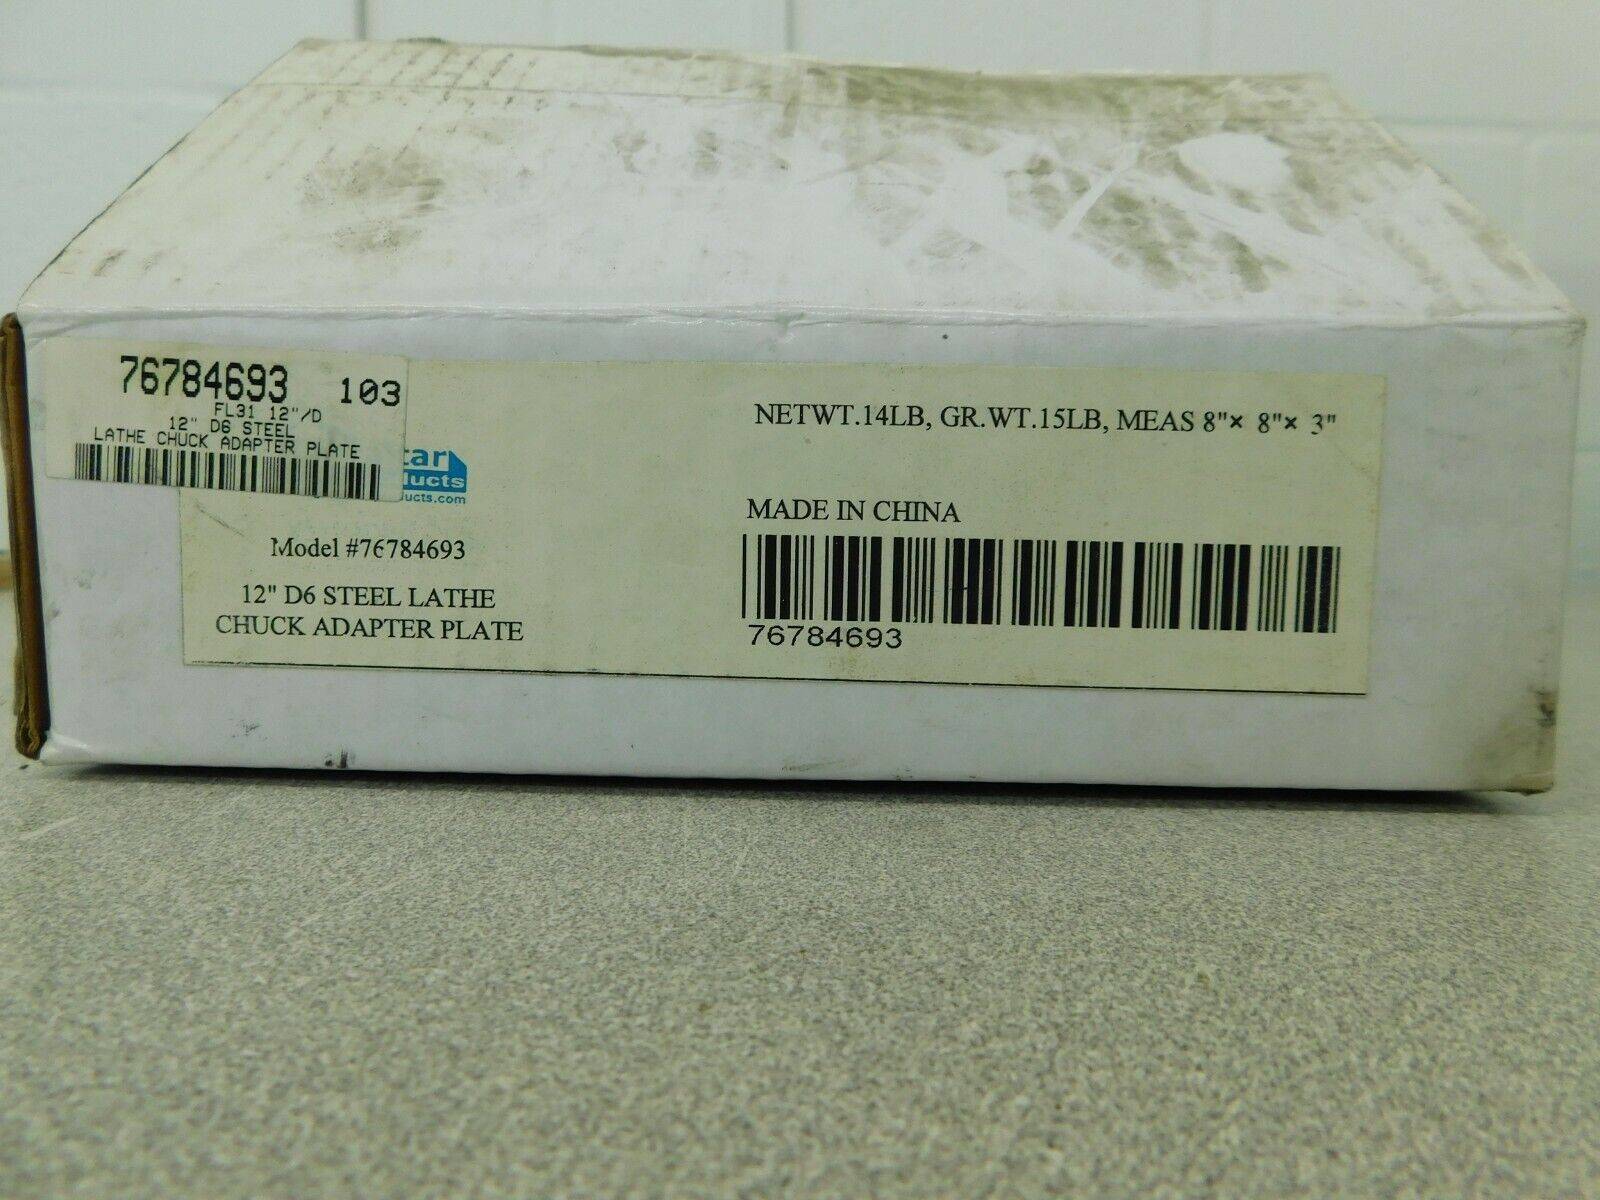 76784693 103
FL31 12"/D
12" D6 STEEL
LATHE CHUCK ADAPTER PLATE
Model #76784693
12" D6 STEEL LATHE
CHUCK ADAPTER PLATE
NETWT.14LB, GR.WT.15LB, MEAS 8"× 8"× 3"
MADE IN CHINA
76784693